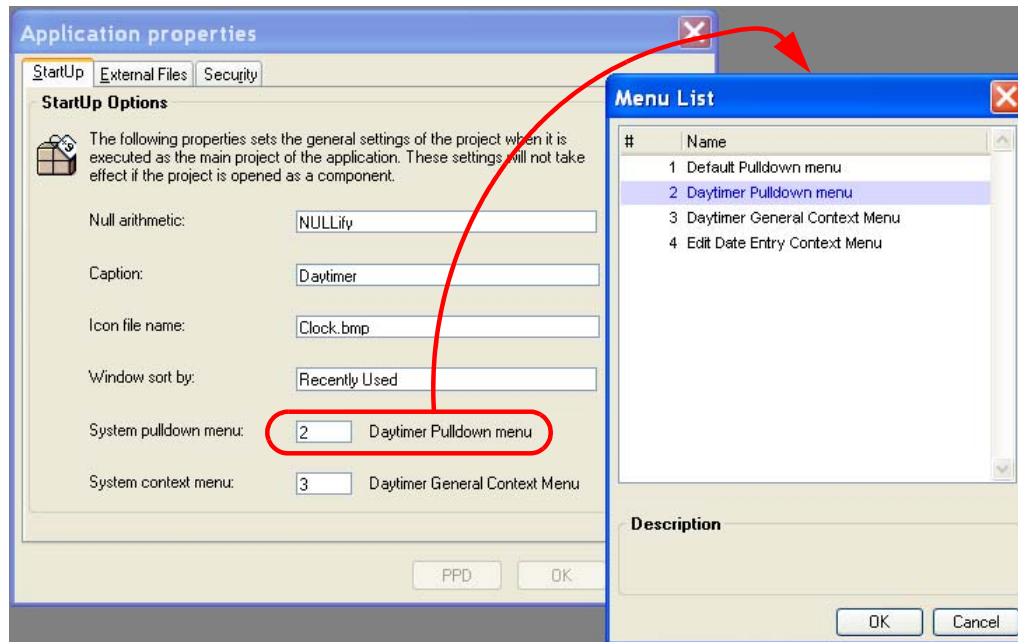 Application properties
StartUp External Files Security
StartUp Options
The following properties sets the general settings of the project when it is
executed as the main project of the application. These settings will not take
effect if the project is opened as a component.
Null arithmetic: NULLify
Caption: Daytimer
Icon file name: Clock.bmp
Window sort by: Recently Used
System pulldown menu: 2 Daytimer Pulldown menu
System context menu: 3 Daytimer General Context Menu
PPD OK
Menu List
# Name
1 Default Pulldown menu
2 Daytimer Pulldown menu
3 Daytimer General Context Menu
4 Edit Date Entry Context Menu
Description
OK Cancel